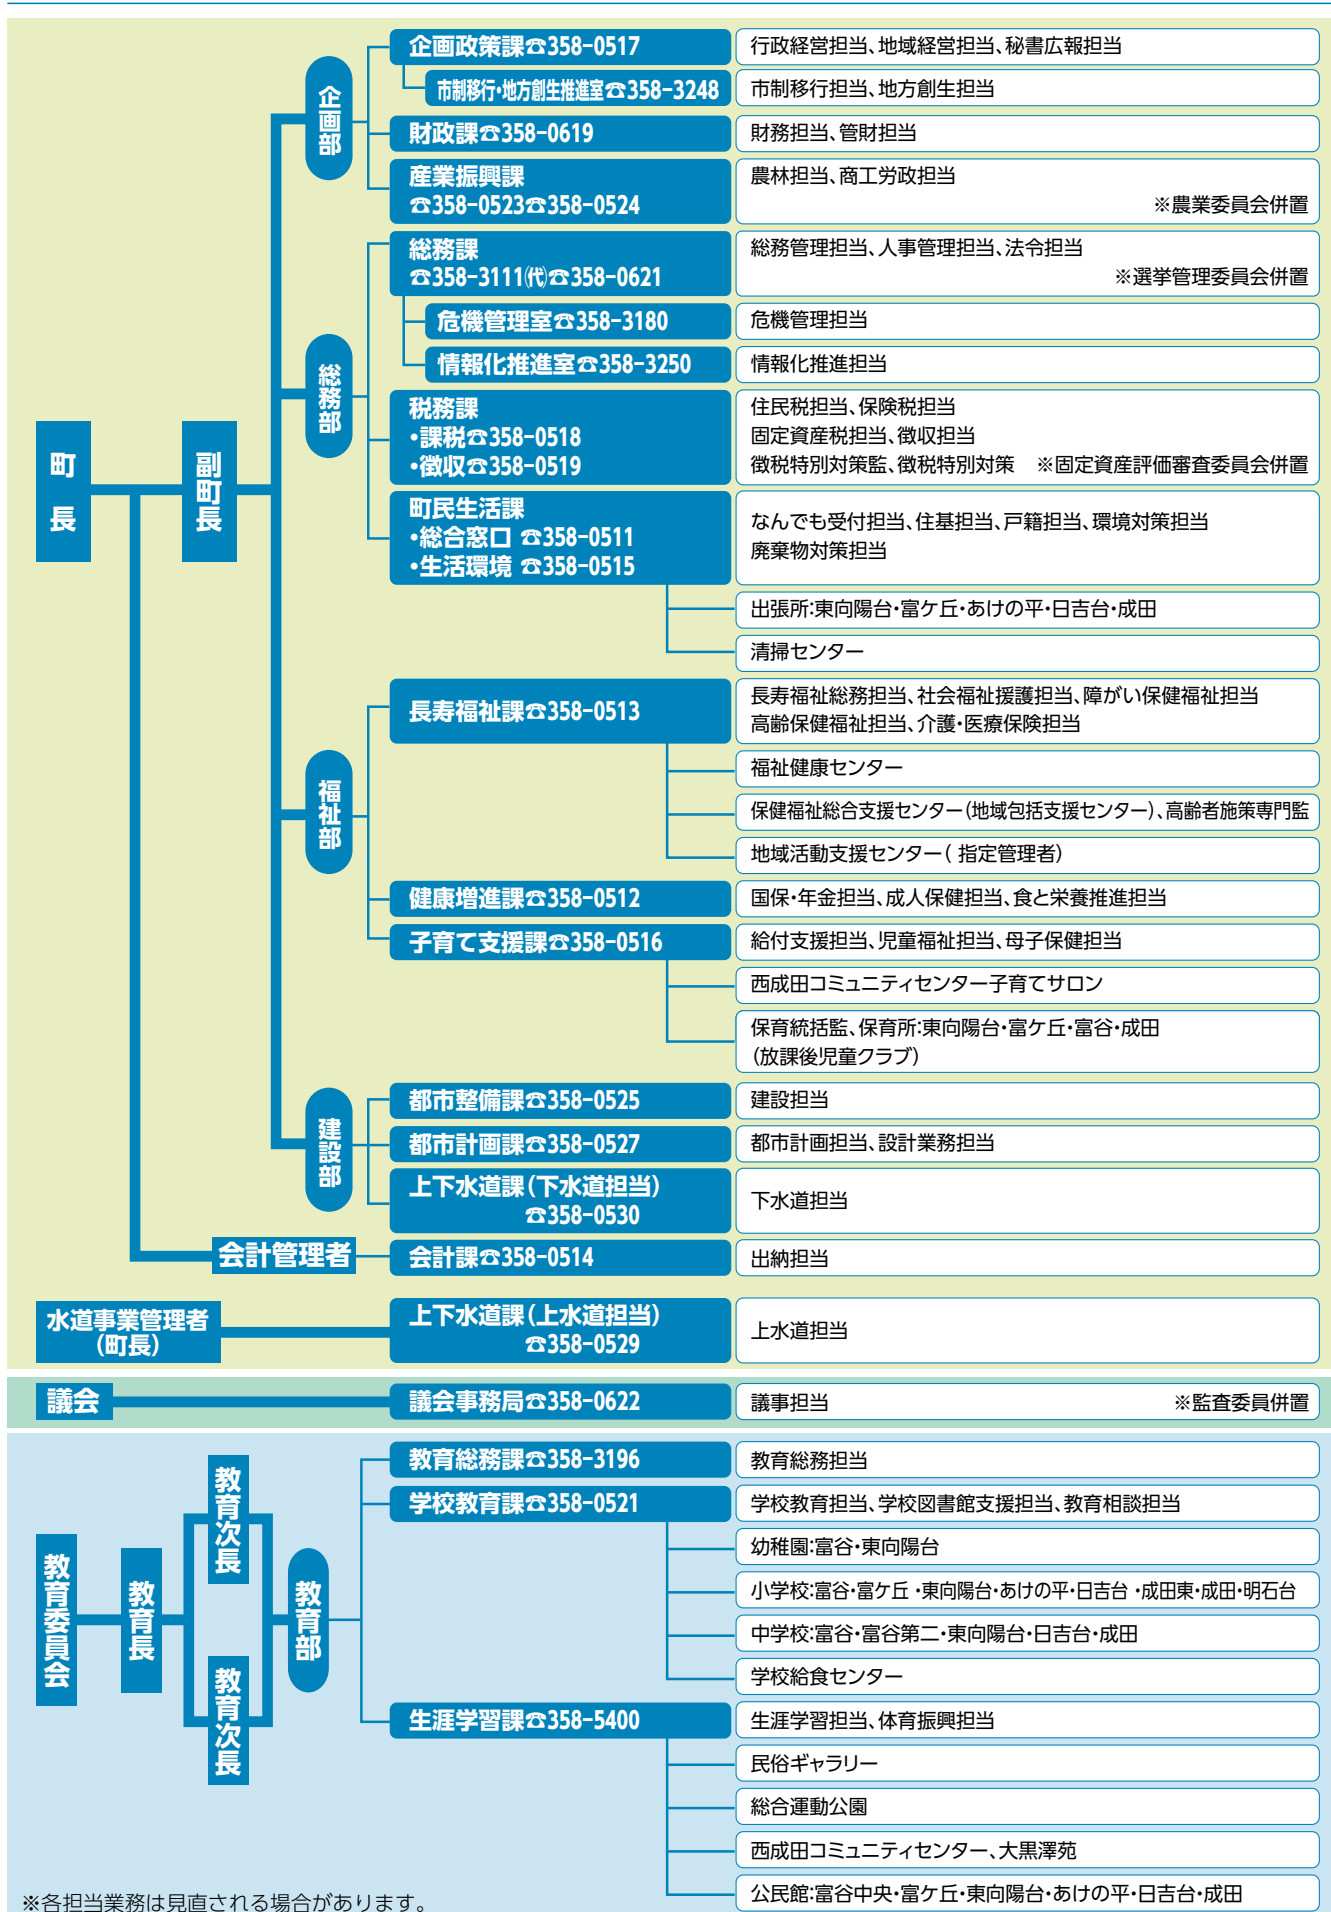 町長
副町長
企画部
企画政策課☎358-0517
行政経営担当、地域経営担当、秘書広報担当
市制移行・地方創生推進室☎358-3248
市制移行担当、地方創生担当
財政課☎358-0619
財務担当、管財担当
産業振興課
☎358-0523☎358-0524
農林担当、商工労政担当
※農業委員会併置
総務部
総務課
☎358-3111㈹☎358-0621
総務管理担当、人事管理担当、法令担当
※選挙管理委員会併置
危機管理室☎358-3180
危機管理担当
情報化推進室☎358-3250
情報化推進担当
税務課
•課税☎358-0518
•徴収☎358-0519
住民税担当、保険税担当
固定資産税担当、徴収担当
徴税特別対策監、徴税特別対策　※固定資産評価審査委員会併置
町民生活課
•総合窓口 ☎358-0511
•生活環境 ☎358-0515
なんでも受付担当、住基担当、戸籍担当、環境対策担当
廃棄物対策担当
出張所:東向陽台・富ケ丘・あけの平・日吉台・成田
清掃センター
福祉部
長寿福祉課☎358-0513
長寿福祉総務担当、社会福祉援護担当、障がい保健福祉担当
高齢保健福祉担当、介護・医療保険担当
福祉健康センター
保健福祉総合支援センター(地域包括支援センター)、高齢者施策専門監
地域活動支援センター( 指定管理者)
健康増進課☎358-0512
国保・年金担当、成人保健担当、食と栄養推進担当
子育て支援課☎358-0516
給付支援担当、児童福祉担当、母子保健担当
西成田コミュニティセンター子育てサロン
保育統括監、保育所:東向陽台・富ケ丘・富谷・成田
(放課後児童クラブ)
建設部
都市整備課☎358-0525
建設担当
都市計画課☎358-0527
都市計画担当、設計業務担当
上下水道課(下水道担当)
☎358-0530
下水道担当
会計管理者
会計課☎358-0514
出納担当
水道事業管理者
(町長)
上下水道課(上水道担当)
☎358-0529
上水道担当
議会
議会事務局☎358-0622
議事担当
※監査委員併置
教育委員会
教育長
教育次長
教育次長
教育部
教育総務課☎358-3196
教育総務担当
学校教育課☎358-0521
学校教育担当、学校図書館支援担当、教育相談担当
幼稚園:富谷・東向陽台
小学校:富谷・富ケ丘 ・東向陽台・あけの平・日吉台 ・成田東・成田・明石台
中学校:富谷・富谷第二・東向陽台・日吉台・成田
学校給食センター
生涯学習課☎358-5400
生涯学習担当、体育振興担当
民俗ギャラリー
総合運動公園
西成田コミュニティセンター、大黒澤苑
公民館:富谷中央・富ケ丘・東向陽台・あけの平・日吉台・成田
※各担当業務は見直される場合があります。